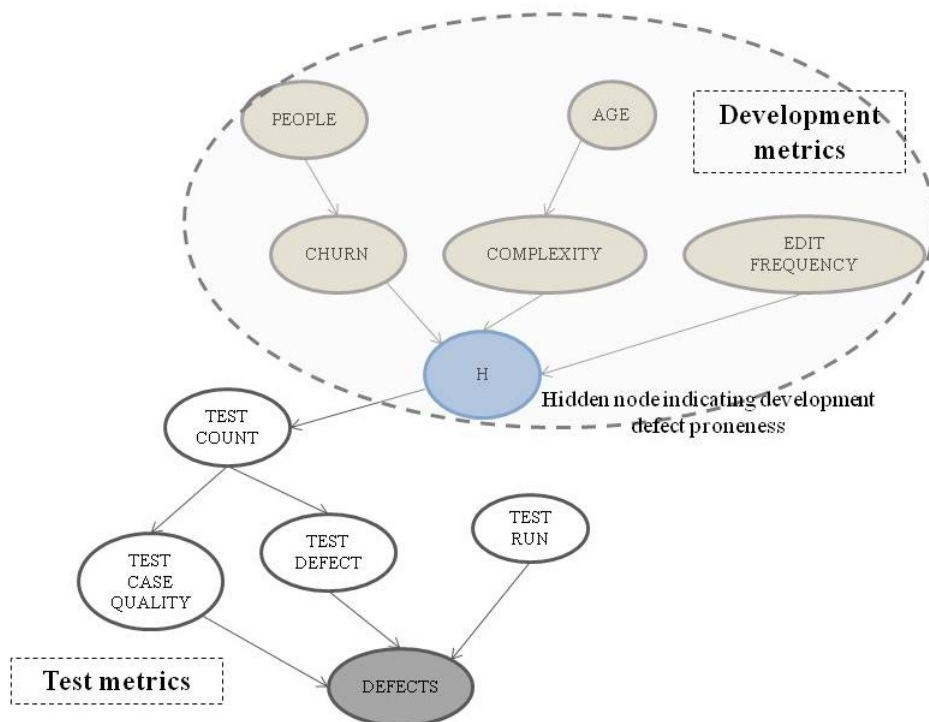 PEOPLE
AGE
Development
metrics
CHURN
COMPLEXITY
EDIT
FREQUENCY
H
Hidden node indicating development
defect proneness
TEST
COUNT
TEST
CASE
QUALITY
TEST
DEFECT
TEST
RUN
Test metrics
DEFECTS